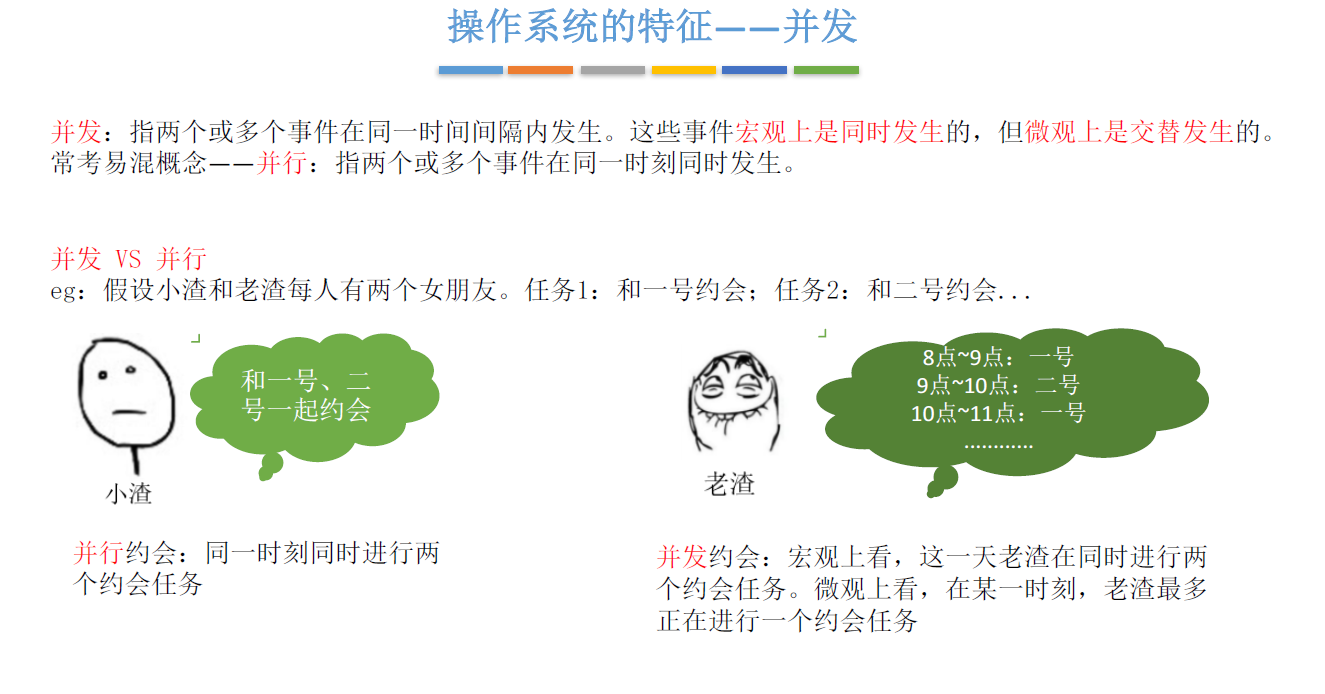 操作系统的特征——并发
并发：指两个或多个事件在同一时间间隔内发生。这些事件宏观上是同时发生的，但微观上是交替发生的。
常考易混概念——并行：指两个或多个事件在同一时刻同时发生。
并发 VS 并行
eg：假设小渣和老渣每人有两个女朋友。任务1：和一号约会；任务2：和二号约会...
和一号、二
号一起约会
小渣
并行约会：同一时刻同时进行两
个约会任务
8点~9点：一号
9点~10点：二号
10点~11点：一号
…………
老渣
并发约会：宏观上看，这一天老渣在同时进行两
个约会任务。微观上看，在某一时刻，老渣最多
正在进行一个约会任务